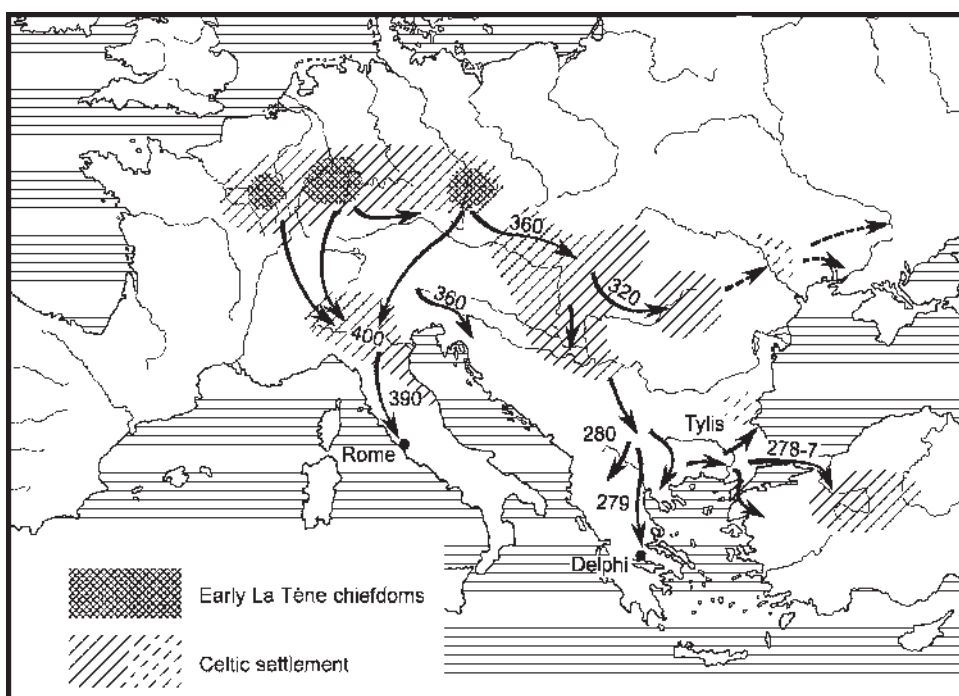 360
320
360
400
390
Rome
280
Tylis
278-7
279
Delphi
Early La Tène chiefdoms
Celtic settlement